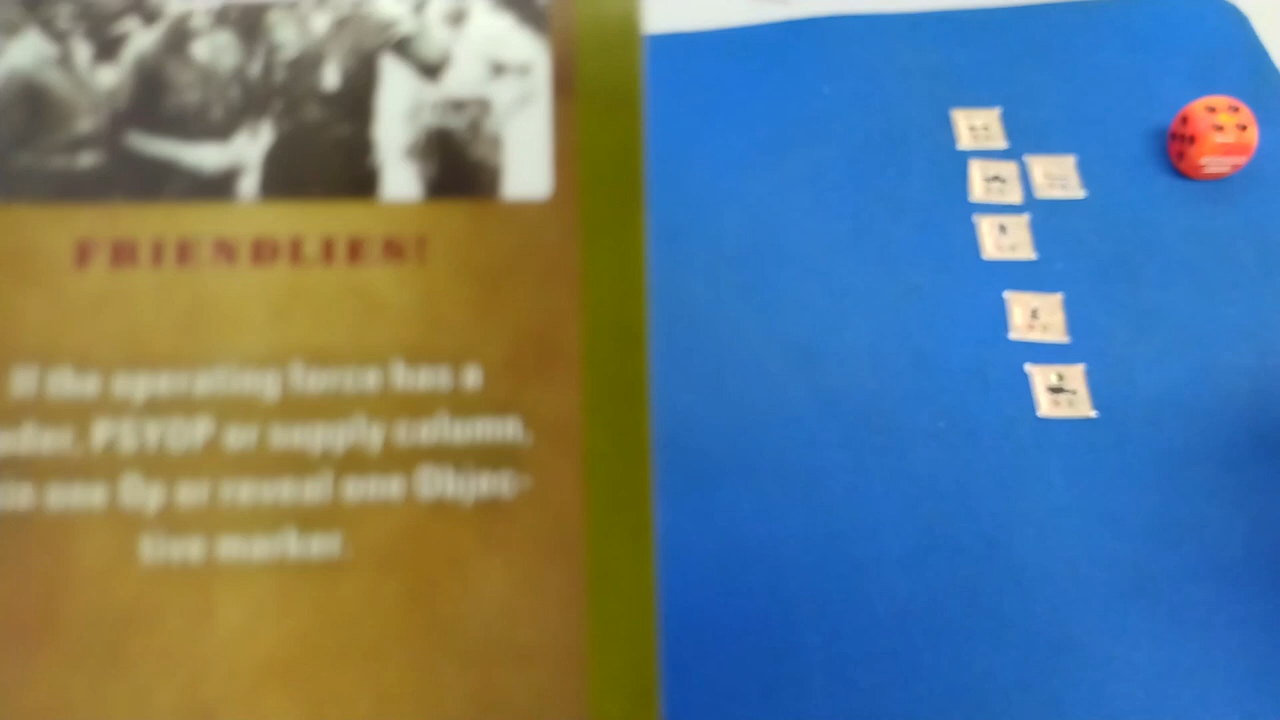 FRIENDLIES!
If the operating force has a
PSYOP or supply column,
one Op or reveal one Objec-
tive marker.